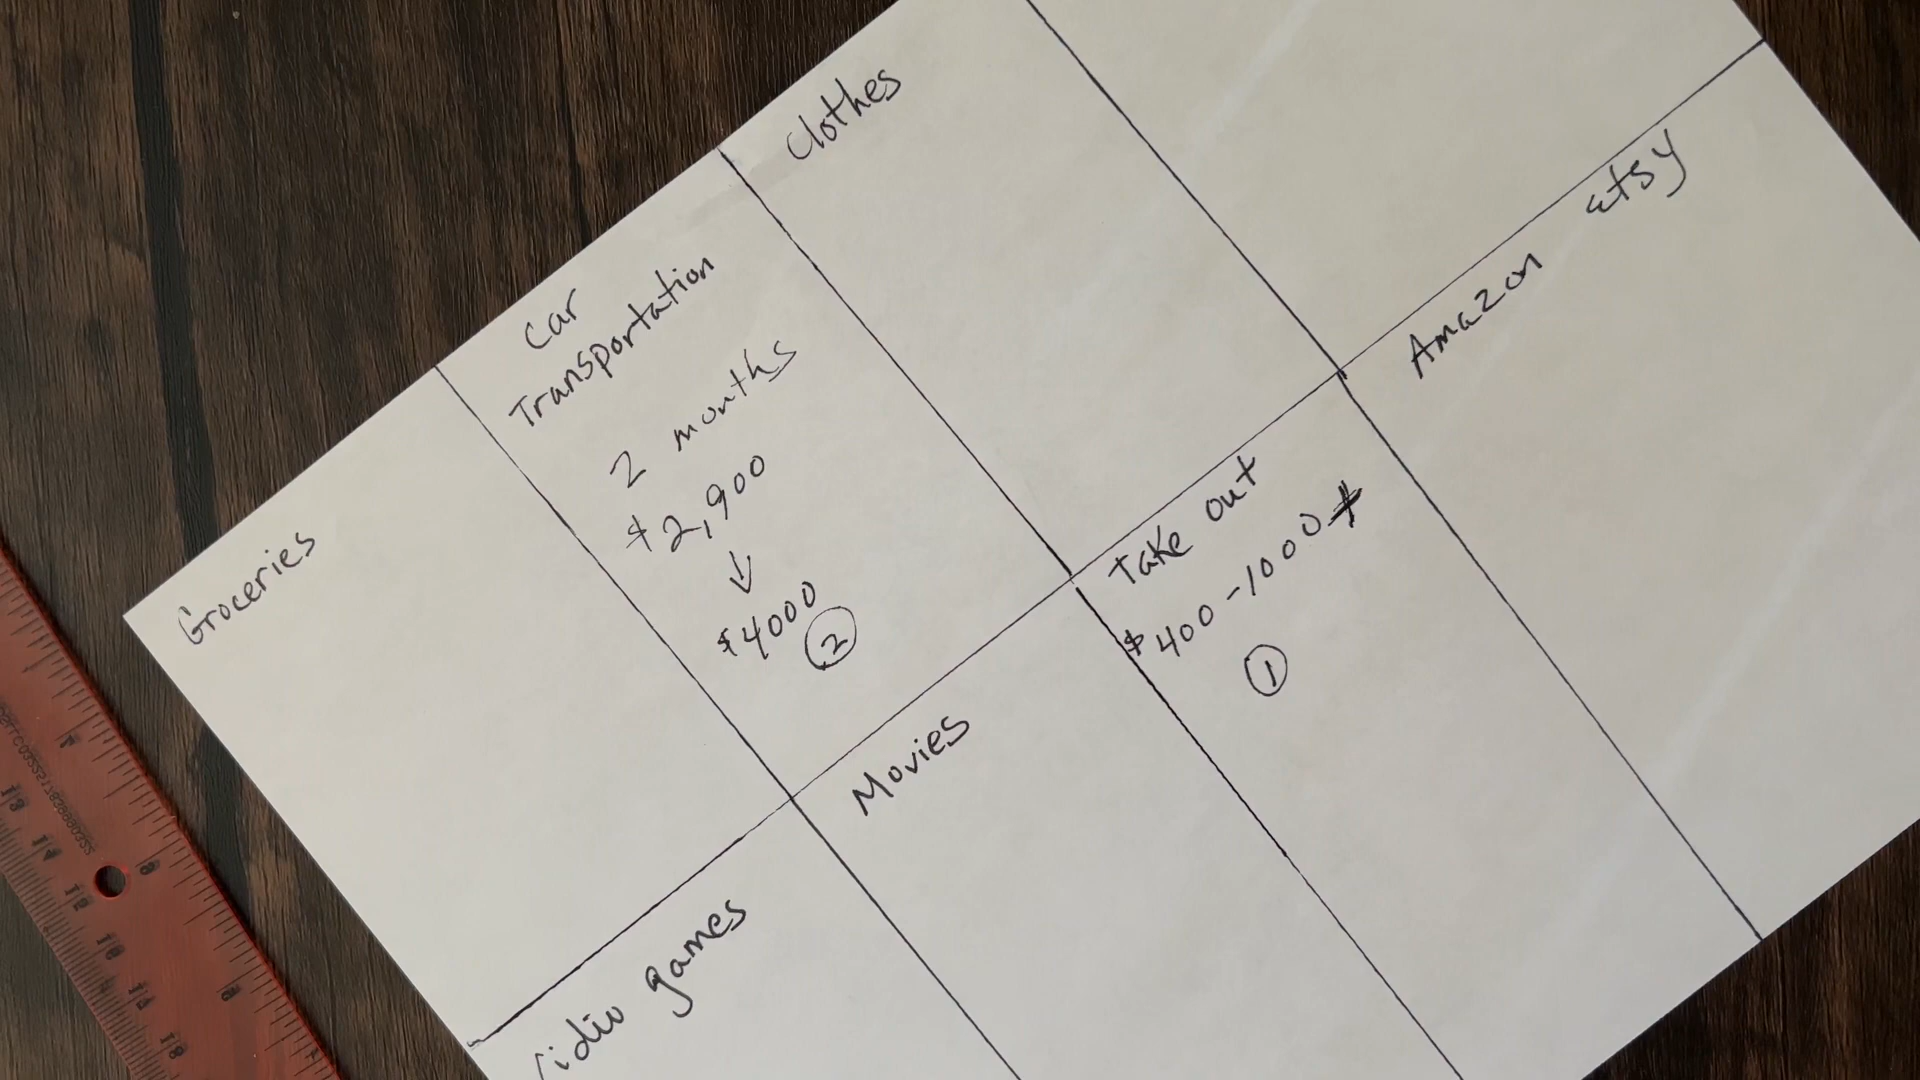 Groceries
Car
Transportation
2 months
$2,900
↓
$4000
2
Clothes
games
Movies
Take out
$400-1000
1
Amazon etsy